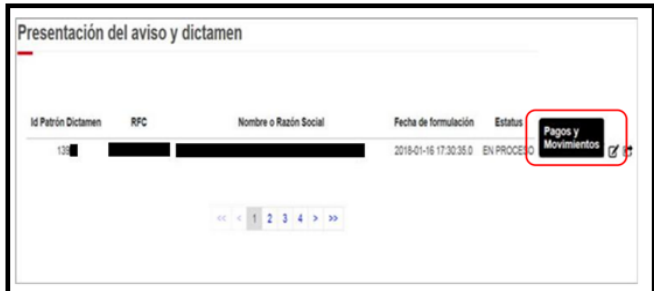 Presentación del aviso y dictamen
Id Patrón Dictamen RFC Nombre o Razón Social Fecha de formulación Estatus
Pagos y
Movimientos
139 2018-01-16 17:30:35.0 EN PROCESO
<< < 1 2 3 4 > >>